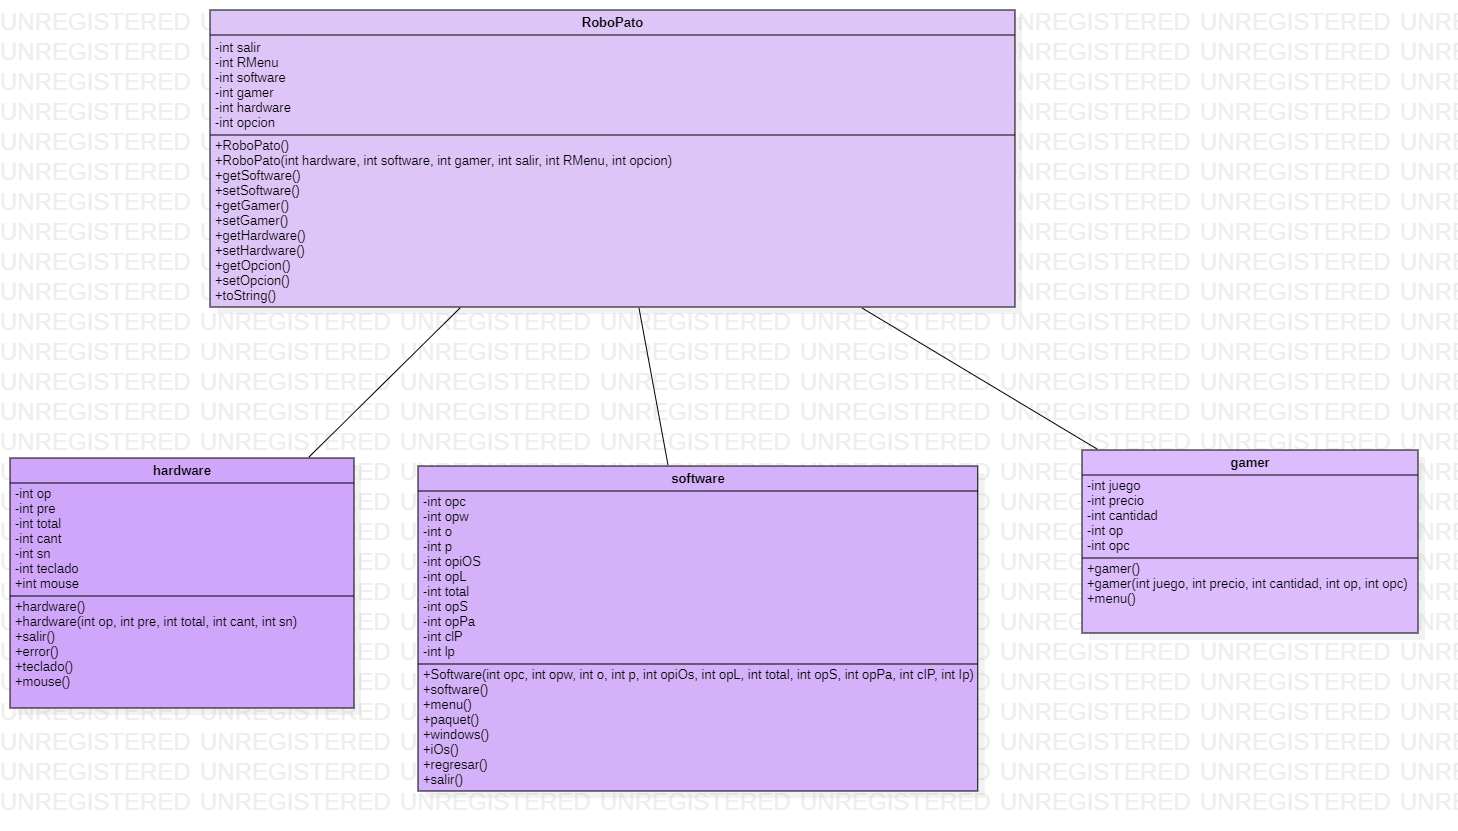 RoboPato
-int salir
-int RMenu
-int software
-int gamer
-int hardware
-int opcion
+RoboPato()
+RoboPato(int hardware, int software, int gamer, int salir, int RMenu, int opcion)
+getSoftware()
+setSoftware()
+getGamer()
+setGamer()
+getHardware()
+setHardware()
+getOpcion()
+setOpcion()
+toString()
hardware
-int op
-int pre
-int total
-int cant
-int sn
-int teclado
+int mouse
+hardware()
+hardware(int op, int pre, int total, int cant, int sn)
+salir()
+error()
+teclado()
+mouse()
software
-int opc
-int opw
-int o
-int p
-int opiOS
-int opL
-int total
-int opS
-int opPa
-int clP
-int lp
+Software(int opc, int opw, int o, int p, int opiOs, int opL, int total, int opS, int opPa, int clP, int lp)
+software()
+menu()
+paquet()
+windows()
+iOs()
+regresar()
+salir()
gamer
-int juego
-int precio
-int cantidad
-int op
-int opc
+gamer()
+gamer(int juego, int precio, int cantidad, int op, int opc)
+menu()
UNREGISTERED